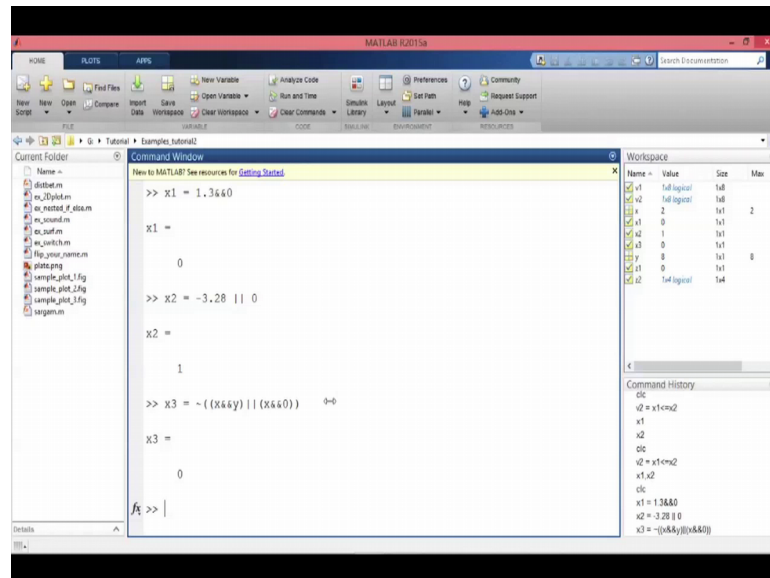 MATLAB R2015a
HOME PLOTS APPS
Search Documentation
New Script
New
Open
Find Files
Compare
Import Data
Save Workspace
New Variable
Open Variable
Clear Workspace
Analyze Code
Run and Time
Clear Commands
Simulink Library
Layout
Preferences
Set Path
Parallel
Help
Community
Request Support
Add-Ons
FILE VARIABLE CODE SIMULINK ENVIRONMENT RESOURCES
G: Tutorial Examples_tutorial2
Current Folder
Name
distbet.m
ex_2Dplot.m
ex_nested_if_else.m
ex_sound.m
ex_surf.m
ex_switch.m
flip_your_name.m
plate.png
sample_plot_1.fig
sample_plot_2.fig
sample_plot_3.fig
sargam.m
Details
Command Window
New to MATLAB? See resources for Getting Started.
>> x1 = 1.3&&0
x1 =
0
>> x2 = -3.28 || 0
x2 =
1
>> x3 = ~((x&&y)||(x&&0))
x3 =
0
fx >>
Workspace
Name Value Size Max
v1 1x8 logical 1x8
v2 1x8 logical 1x8
x 2 1x1 2
x1 0 1x1
x2 1 1x1
x3 0 1x1
y 8 1x1 8
z1 0 1x1
z2 1x4 logical 1x4
Command History
clc
v2 = x1<=x2
x1
x2
clc
v2 = x1<=x2
x1,x2
clc
x1 = 1.3&&0
x2 = -3.28 || 0
x3 = ~((x&&y)||(x&&0))